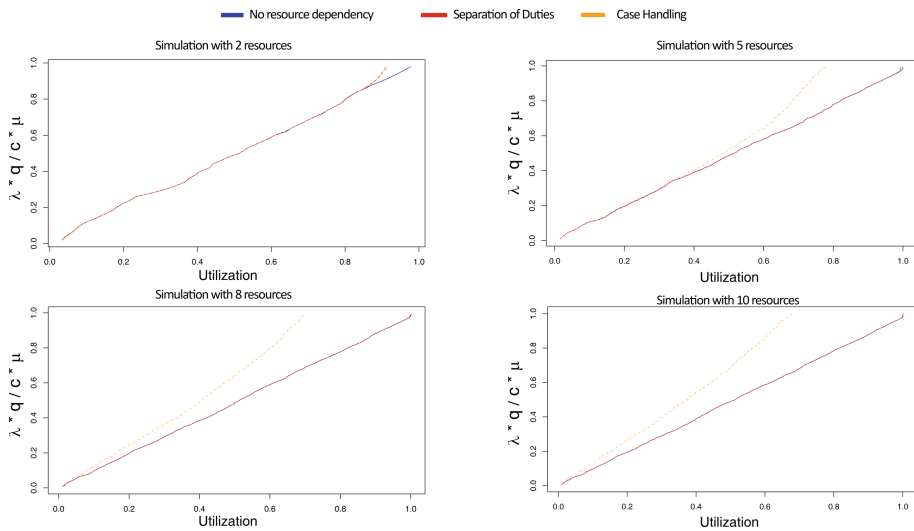 No resource dependency
Separation of Duties
Case Handling
Simulation with 2 resources
λ * q / c * μ
0.0 0.2 0.4 0.6 0.8 1.0
0.0 0.2 0.4 0.6 0.8 1.0
Utilization
Simulation with 5 resources
λ * q / c * μ
0.0 0.2 0.4 0.6 0.8 1.0
0.0 0.2 0.4 0.6 0.8 1.0
Utilization
Simulation with 8 resources
λ * q / c * μ
0.0 0.2 0.4 0.6 0.8 1.0
0.0 0.2 0.4 0.6 0.8 1.0
Utilization
Simulation with 10 resources
λ * q / c * μ
0.0 0.2 0.4 0.6 0.8 1.0
0.0 0.2 0.4 0.6 0.8 1.0
Utilization